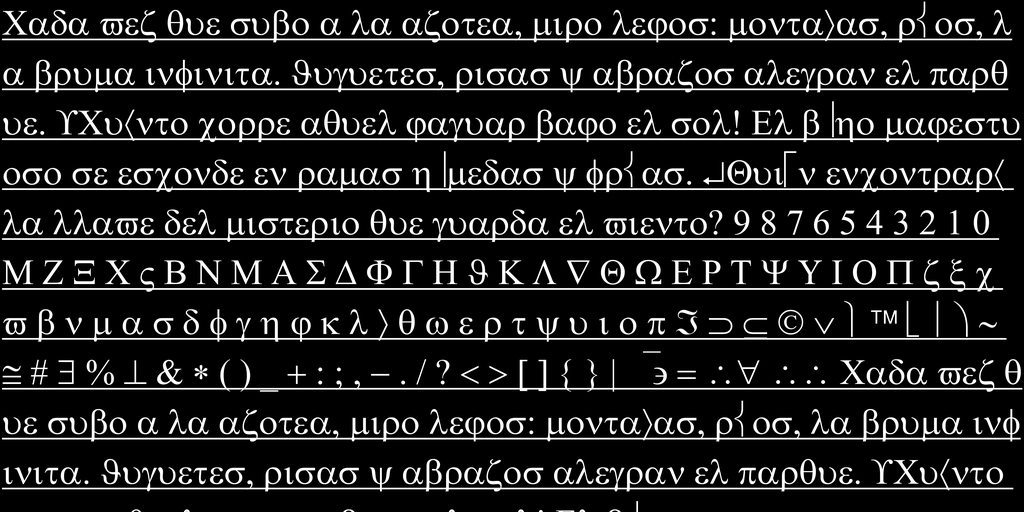 Χαδα ϖεζ θυε συβο α λα αζοτεα, μιρο λεφοσ: μοντα〉ασ, ρ⎨οσ, λ
α βρυμα ινφινιτα. ϑυγυετεσ, ρισασ ψ αβραζοσ αλεγραν ελ παρθ
υε. ϒΧυ〈ντο χορρε αθυελ φαγυαρ βαφο ελ σολ! Ελ β⎪ηο μαφεστυ
οσο σε εσχονδε εν ραμασ η⎪μεδασ ψ φρ⎨ασ. ↵Θυι⎡ν ενχοντραρ〈
λα λλαϖε δελ μιστεριο θυε γυαρδα ελ ϖιεντο? 9 8 7 6 5 4 3 2 1 0
Μ Ζ Ξ Χ ς Β Ν Μ Α Σ Δ Φ Γ Η ϑ Κ Λ ∇ Θ Ω Ε Ρ Τ Ψ Υ Ι Ο Π ζ ξ χ
ϖ β ν μ α σ δ φ γ η ϕ κ λ 〉 θ ω ε ρ τ ψ υ ι ο π ℑ ⊃ ⊆ © ∨ ⎫ ™ ⎣ ⎟ ⎞ ∼
≅ # ∃ % ⊥ & ∗ ( ) _ + : ; , − . / ? < > [ ] { } | ‾ ∍ = ∴ ∀ ∴ ∴ Χαδα ϖεζ θ
υε συβο α λα αζοτεα, μιρο λεφοσ: μοντα〉ασ, ρ⎨οσ, λα βρυμα ινφ
ινιτα. ϑυγυετεσ, ρισασ ψ αβραζοσ αλεγραν ελ παρθυε. ϒΧυ〈ντο